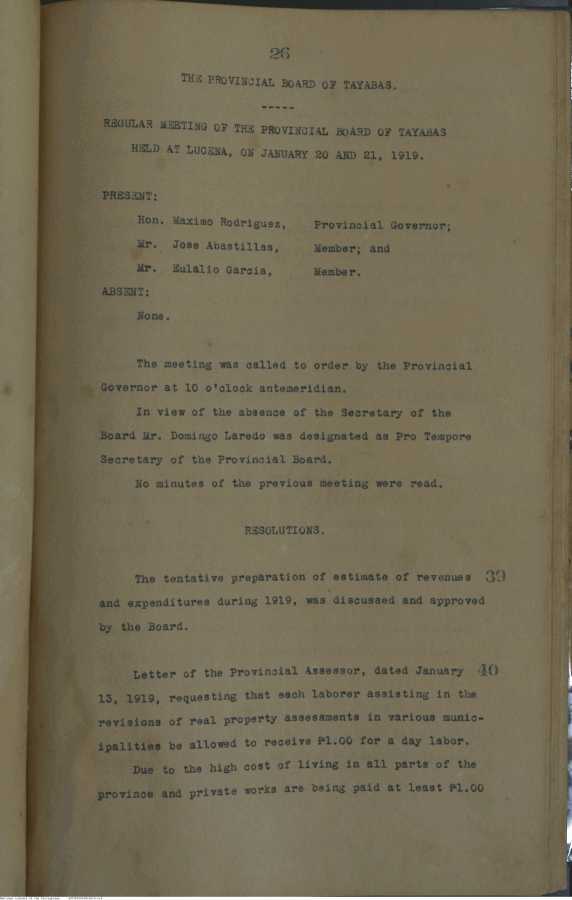 26
THE PROVINCIAL BOARD OF TAYABAS.
-----
REGULAR MEETING OF THE PROVINCIAL BOARD OF TAYABAS
HELD AT LUCENA, ON JANUARY 20 AND 21, 1919.
PRESENT:
Hon. Maximo Rodriguez, Provincial Governor;
Mr. Jose Abastillas, Member; and
Mr. Eulalio Garcia, Member.
ABSENT:
None.
The meeting was called to order by the Provincial
Governor at 10 o'clock antemeridian.
In view of the absence of the Secretary of the
Board Mr. Domingo Laredo was designated as Pro Tempore
Secretary of the Provincial Board.
No minutes of the previous meeting were read.
RESOLUTIONS.
The tentative preparation of estimate of revenues 39
and expenditures during 1919, was discussed and approved
by the Board.
Letter of the Provincial Assessor, dated January 40
13, 1919, requesting that each laborer assisting in the
revisions of real property assessments in various munic-
ipalities be allowed to receive ₱1.00 for a day labor.
Due to the high cost of living in all parts of the
province and private works are being paid at least ₱1.00